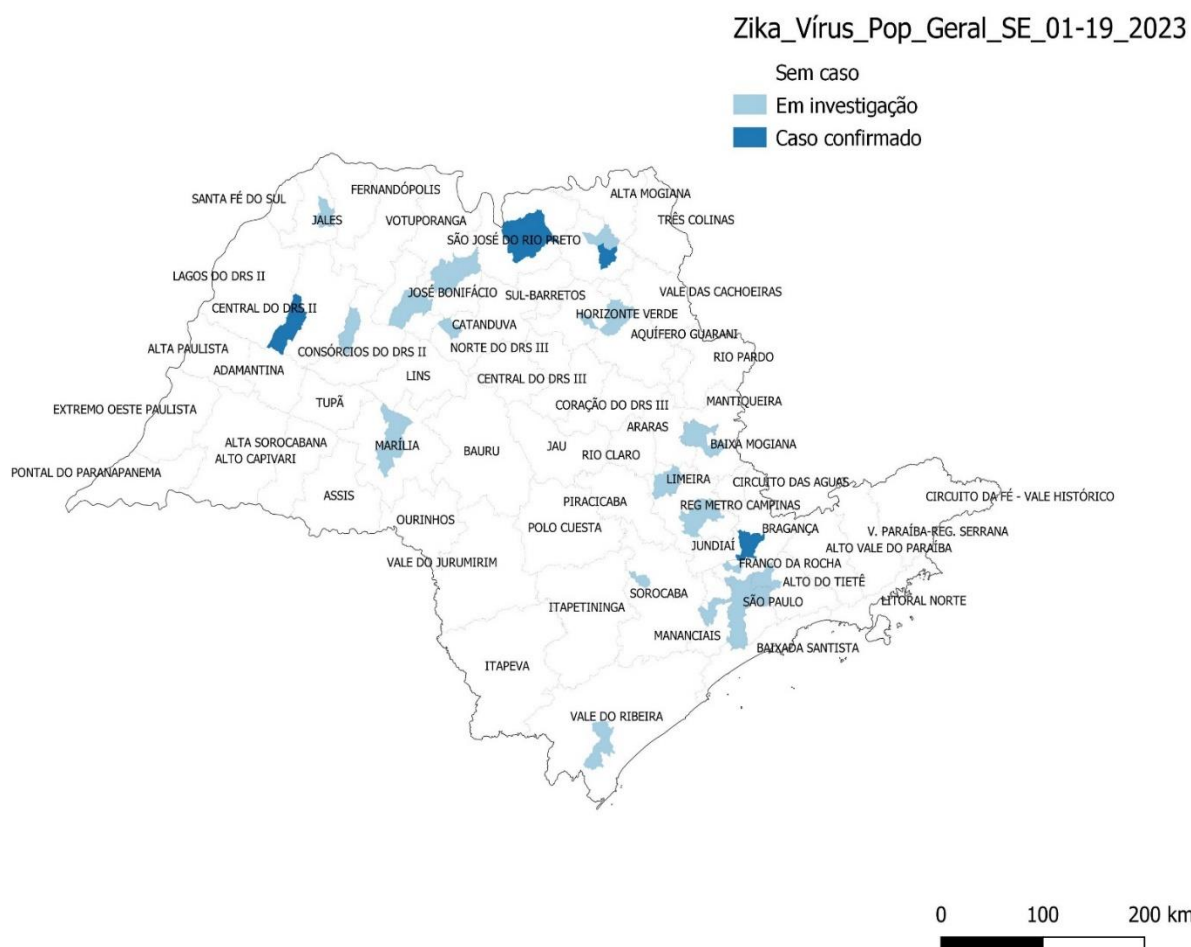 Zika_Vírus_Pop_Geral_SE_01-19_2023
Sem caso
Em investigação
Caso confirmado
FERNANDÓPOLIS
ALTA MOGIANA
SANTA FÉ DO SUL
JALES
VOTUPORANGA
TRÊS COLINAS
SÃO JOSÉ DO RIO PRETO
LAGOS DO DRS II
JOSÉ BONIFÁCIO
SUL-BARRETOS
VALE DAS CACHOEIRAS
CENTRAL DO DRS II
HORIZONTE VERDE
CATANDUVA
AQUÍFERO GUARANI
ALTA PAULISTA
CONSÓRCIOS DO DRS II
NORTE DO DRS III
RIO PARDO
ADAMANTINA
LINS
CENTRAL DO DRS III
TUPÃ
MANTIQUEIRA
EXTREMO OESTE PAULISTA
CORAÇÃO DO DRS III
ARARAS
ALTA SOROCABANA
MARÍLIA
BAURU
JAU
BAIXA MOGIANA
ALTO CAPIVARI
RIO CLARO
PONTAL DO PARANAPANEMA
LIMEIRA
CIRCUITO DAS AGUAS
ASSIS
PIRACICABA
REG METRO CAMPINAS
CIRCUITO DA FÉ - VALE HISTÓRICO
OURINHOS
POLO CUESTA
BRAGANÇA
V. PARAÍBA-REG. SERRANA
JUNDIAÍ
ALTO VALE DO PARAÍBA
VALE DO JURUMIRIM
FRANCO DA ROCHA
ALTO DO TIETÊ
SOROCABA
ITAPETININGA
SÃO PAULO
LITORAL NORTE
MANANCIAIS
BAIXADA SANTISTA
ITAPEVA
VALE DO RIBEIRA
0 100 200 km